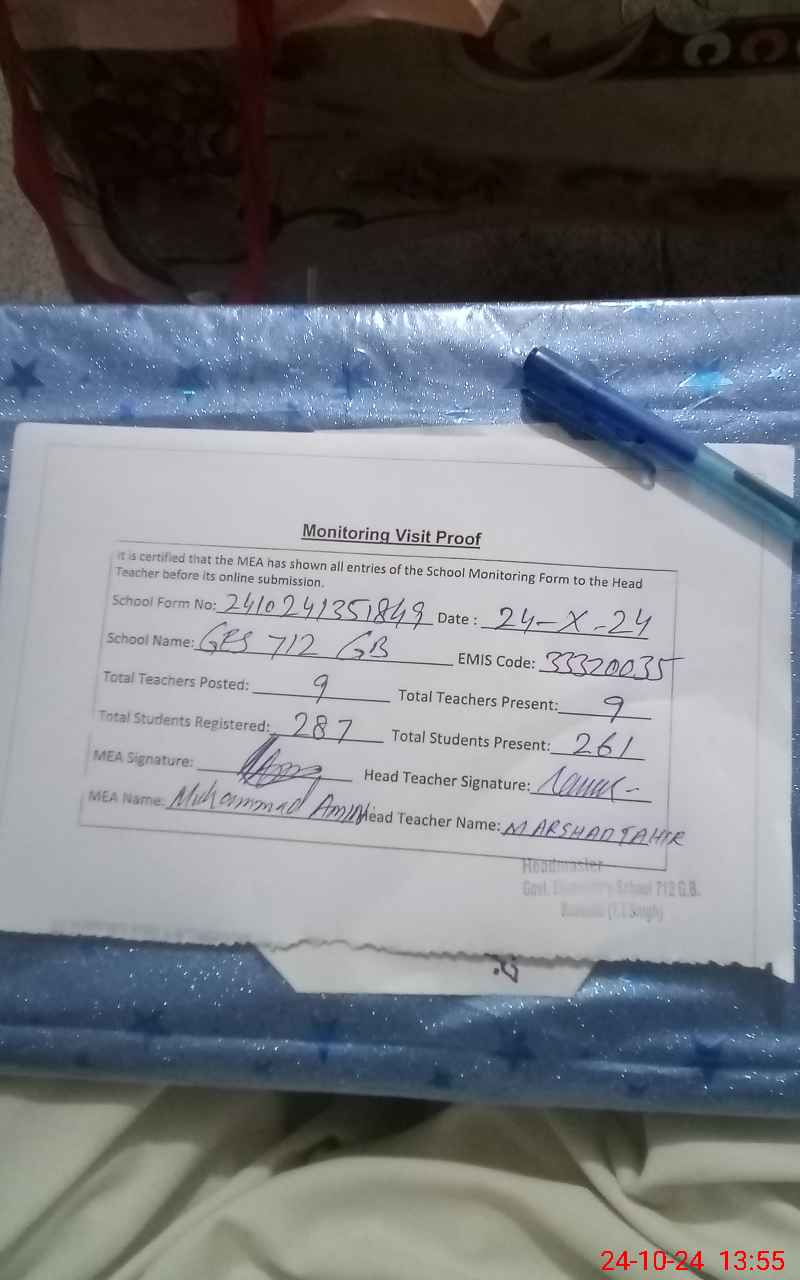 Monitoring Visit Proof
It is certified that the MEA has shown all entries of the School Monitoring Form to the Head
Teacher before its online submission.
School Form No: 2410241351849 Date : 24-X-24
School Name: GES 712 GB EMIS Code: 33320035
Total Teachers Posted: 9 Total Teachers Present: 9
Total Students Registered: 287 Total Students Present: 261
MEA Signature: Head Teacher Signature:
MEA Name: Muhammad Amin Head Teacher Name: M ARSHAD TAHIR
Headmaster
Govt. Elementary School 712 G.B.
(T.T.Singh)
24-10-24 13:55